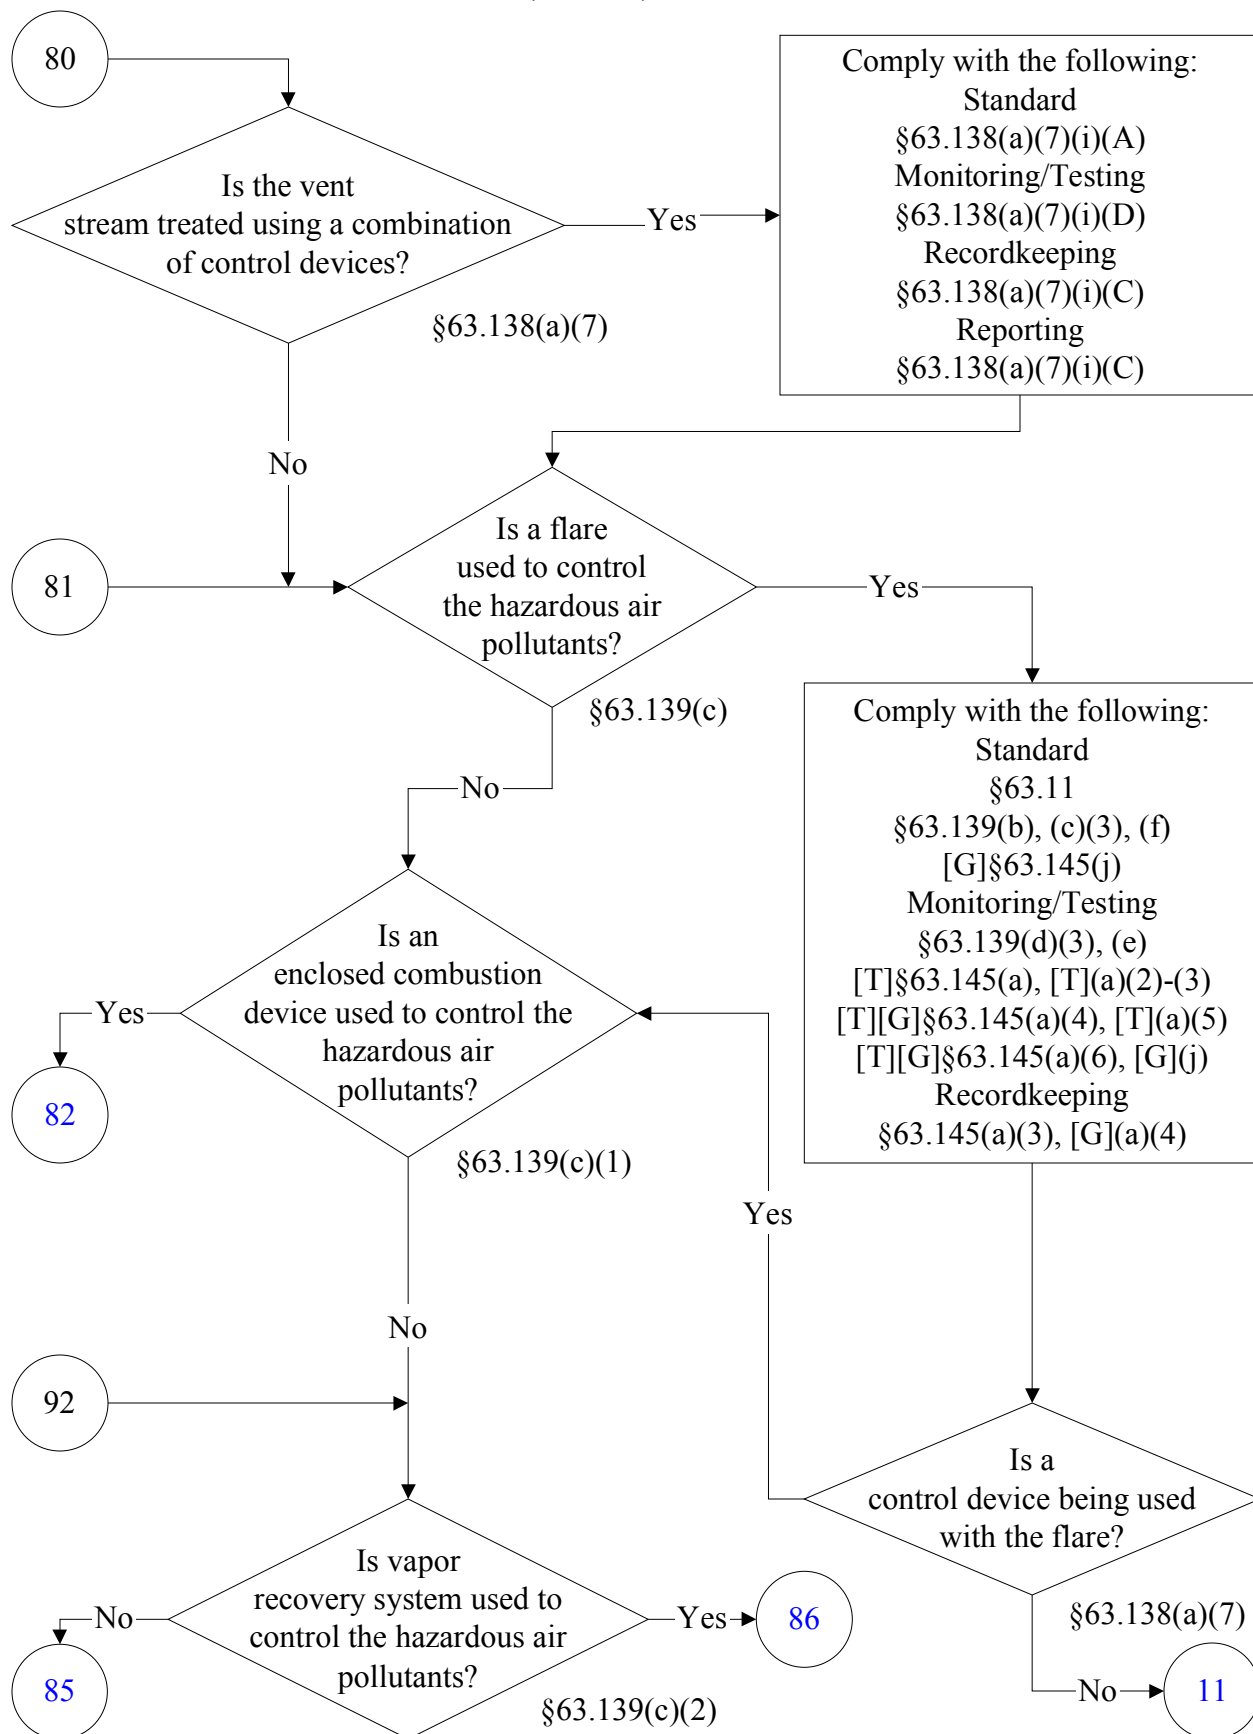 80
Is the vent
stream treated using a combination
of control devices?
§63.138(a)(7)
Yes
Comply with the following:
Standard
§63.138(a)(7)(i)(A)
Monitoring/Testing
§63.138(a)(7)(i)(D)
Recordkeeping
§63.138(a)(7)(i)(C)
Reporting
§63.138(a)(7)(i)(C)
No
81
Is a flare
used to control
the hazardous air
pollutants?
§63.139(c)
Yes
No
Comply with the following:
Standard
§63.11
§63.139(b), (c)(3), (f)
[G]§63.145(j)
Monitoring/Testing
§63.139(d)(3), (e)
[T]§63.145(a), [T](a)(2)-(3)
[T][G]§63.145(a)(4), [T](a)(5)
[T][G]§63.145(a)(6), [G](j)
Recordkeeping
§63.145(a)(3), [G](a)(4)
Is an
enclosed combustion
device used to control the
hazardous air
pollutants?
§63.139(c)(1)
Yes
82
Yes
No
92
Is a
control device being used
with the flare?
§63.138(a)(7)
Is vapor
recovery system used to
control the hazardous air
pollutants?
§63.139(c)(2)
No
85
Yes
86
No
11